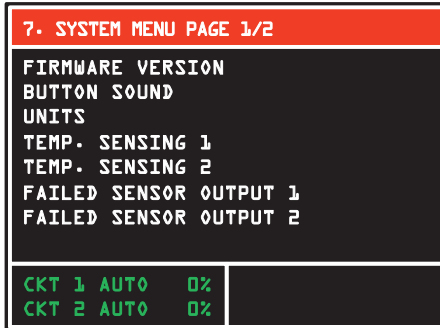 7. SYSTEM MENU PAGE 1/2
FIRMWARE VERSION
BUTTON SOUND
UNITS
TEMP. SENSING 1
TEMP. SENSING 2
FAILED SENSOR OUTPUT 1
FAILED SENSOR OUTPUT 2
CKT 1 AUTO 0%
CKT 2 AUTO 0%